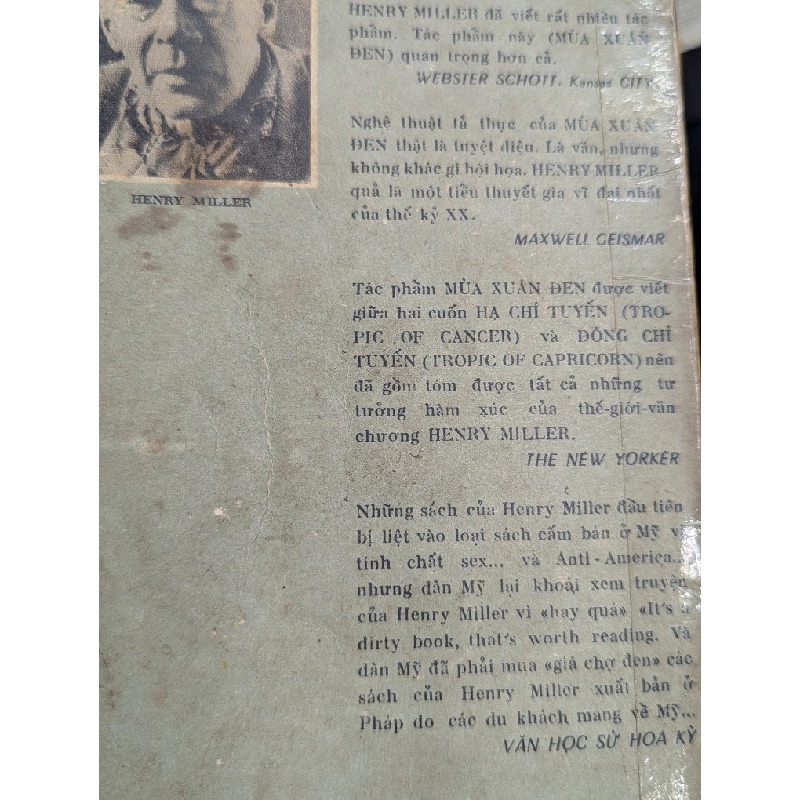 HENRY MILLER đã viết rất nhiều tác
phẩm. Tác phẩm này (MÙA XUÂN
ĐEN) quan trọng hơn cả.
WEBSTER SCHOTT. Kansas CITY
Nghệ thuật tả thực của MÙA XUÂN
ĐEN thật là tuyệt diệu. Là văn, nhưng
không khác gì hội họa. HENRY MILLER
quả là một tiểu thuyết gia vĩ đại nhất
của thế kỷ XX.
MAXWELL GEISMAR
HENRY MILLER
Tác phẩm MÙA XUÂN ĐEN được viết
giữa hai cuốn HẠ CHÍ TUYẾN (TRO-
PIC OF CANCER) và ĐÔNG CHÍ
TUYẾN (TROPIC OF CAPRICORN) nên
đã gồm tóm được tất cả những tư
tưởng hàm xúc của thế-giới-văn
chương HENRY MILLER.
THE NEW YORKER
Những sách của Henry Miller đầu tiên
bị liệt vào loại sách cấm bán ở Mỹ vì
tính chất sex... và Anti-America...
nhưng dân Mỹ lại khoái xem truyện
của Henry Miller vì «hay quá» «It's a
dirty book, that's worth reading. Và
dân Mỹ đã phải mua «giá chợ đen» các
sách của Henry Miller xuất bản ở
Pháp do các du khách mang về Mỹ...
VĂN HỌC SỬ HOA KỲ